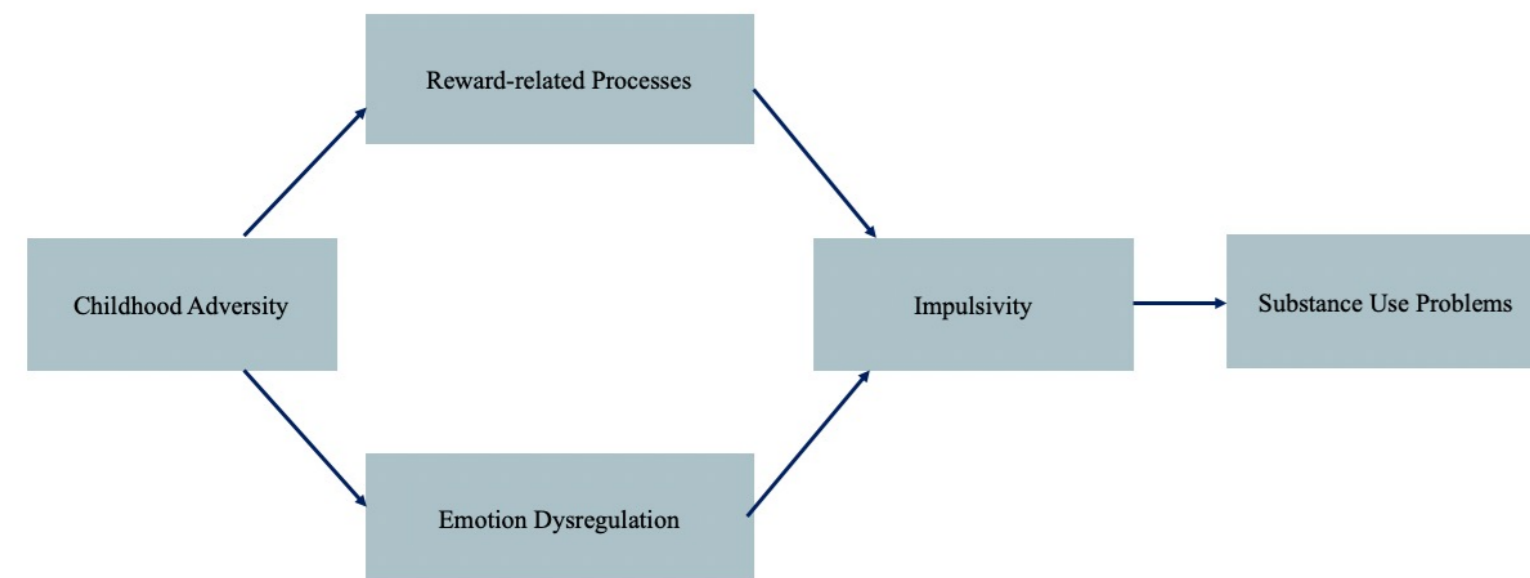 Reward-related Processes
Childhood Adversity
Impulsivity
Substance Use Problems
Emotion Dysregulation